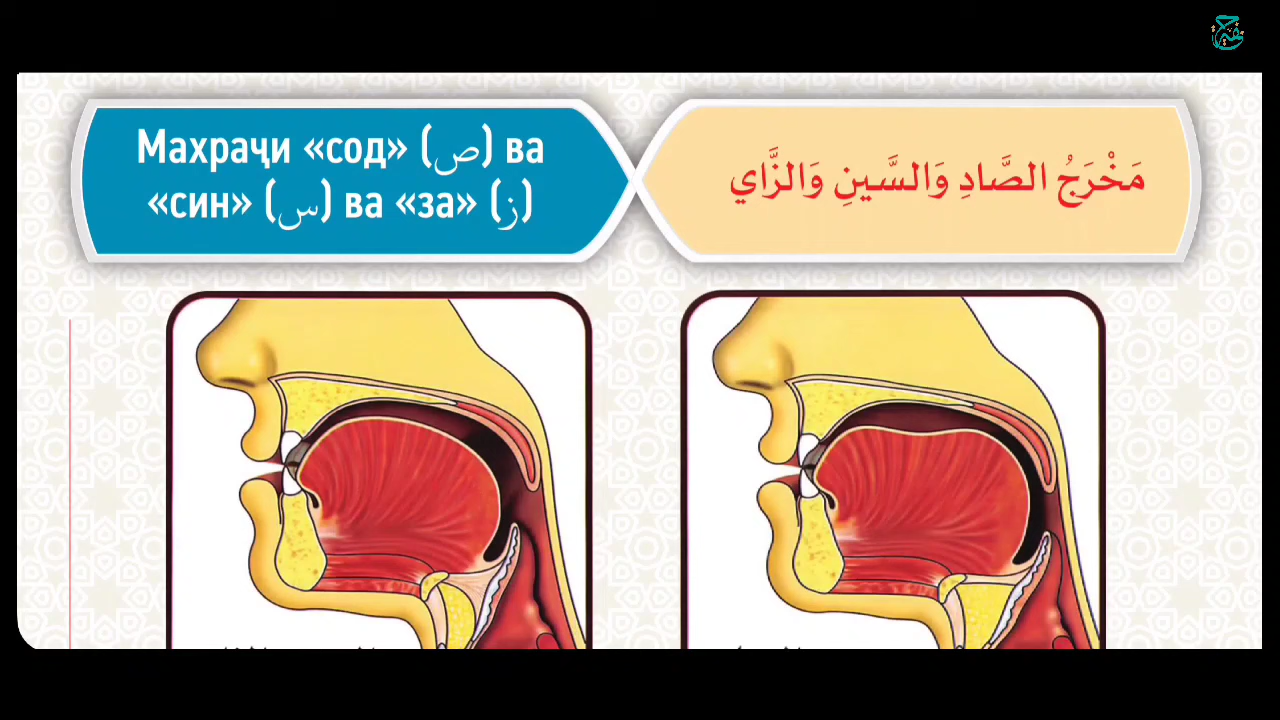 Махраҷи «сод» (ص) ва
«син» (س) ва «за» (ز)
مَخْرَجُ الصَّادِ وَالسَّينِ وَالزَّاي